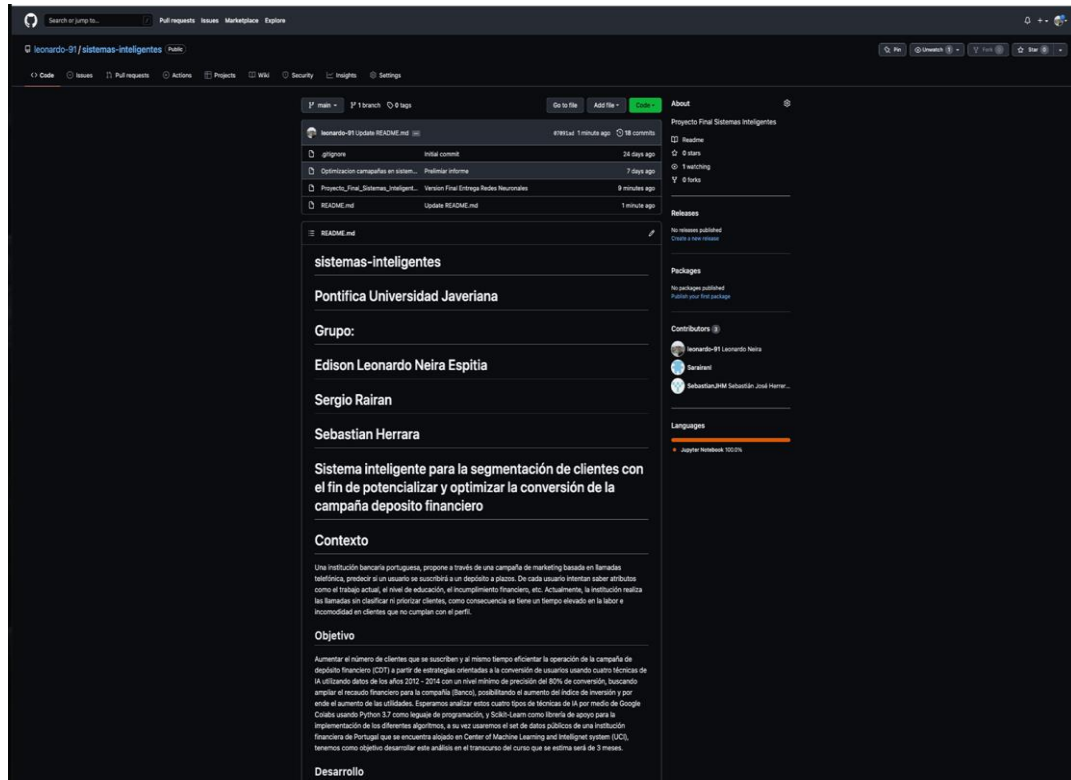 Search or jump to... / Pull requests Issues Marketplace Explore
leonardo-91/sistemas-inteligentes Public
Pin Unwatch 1 Fork 0 Star 0
Code Issues Pull requests Actions Projects Wiki Security Insights Settings
main 1 branch 0 tags Go to file Add file Code
leonardo-91 Update README.md 1 minute ago 18 commits
.gitignore Initial commit 24 days ago
Optimizacion camapañas en sistem... Prelimiar informe 7 days ago
Proyecto_Final_Sistemas_Inteligent... Version Final Entrega Redes Neuronales 9 minutes ago
README.md Update README.md 1 minute ago
README.md
sistemas-inteligentes
Pontifica Universidad Javeriana
Grupo:
Edison Leonardo Neira Espitia
Sergio Rairan
Sebastian Herrara
Sistema inteligente para la segmentación de clientes con
el fin de potencializar y optimizar la conversión de la
campaña deposito financiero
Contexto
Una institución bancaria portuguesa, propone a través de una campaña de marketing basada en llamadas
telefónica, predecir si un usuario se suscribirá a un depósito a plazos. De cada usuario intentan saber atributos
como el trabajo actual, el nivel de educación, el incumplimiento financiero, etc. Actualmente, la institución realiza
las llamadas sin clasificar ni priorizar clientes, como consecuencia se tiene un tiempo elevado en la labor e
incomodidad en clientes que no cumplan con el perfil.
Objetivo
Aumentar el número de clientes que se suscriben y al mismo tiempo eficientar la operación de la campaña de
depósito financiero (CDT) a partir de estrategias orientadas a la conversión de usuarios usando cuatro técnicas de
IA utilizando datos de los años 2012 - 2014 con un nivel mínimo de precisión del 80% de conversión, buscando
ampliar el recaudo financiero para la compañía (Banco), posibilitando el aumento del índice de inversión y por
ende el aumento de las utilidades. Esperamos analizar estos cuatro tipos de técnicas de IA por medio de Google
Colabs usando Python 3.7 como leguaje de programación, y Scikit-Learn como librería de apoyo para la
implementación de los diferentes algoritmos, a su vez usaremos el set de datos públicos de una institución
financiera de Portugal que se encuentra alojado en Center of Machine Learning and Intellignet system (UCI),
tenemos como objetivo desarrollar este análisis en el transcurso del curso que se estima será de 3 meses.
Desarrollo
About
Proyecto Final Sistemas Inteligentes
Readme
0 stars
1 watching
0 forks
Releases
No releases published
Create a new release
Packages
No packages published
Publish your first package
Contributors 3
leonardo-91 Leonardo Neira
Sarairanl
SebastianJHM Sebastián José Herrer...
Languages
Jupyter Notebook 100.0%